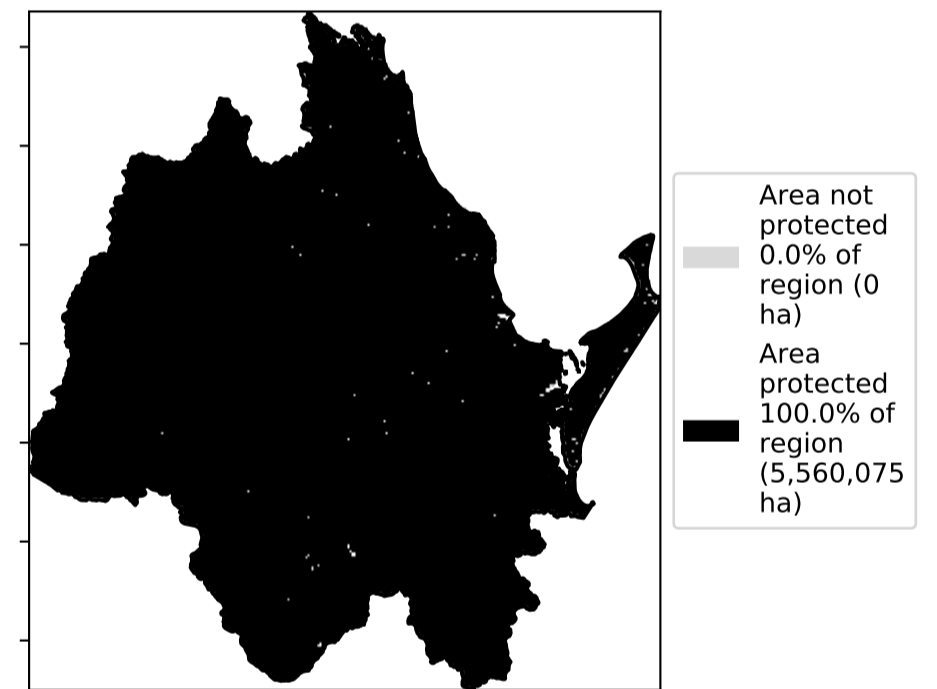 Area not
protected
0.0% of
region (0
ha)
Area
protected
100.0% of
region
(5,560,075
ha)